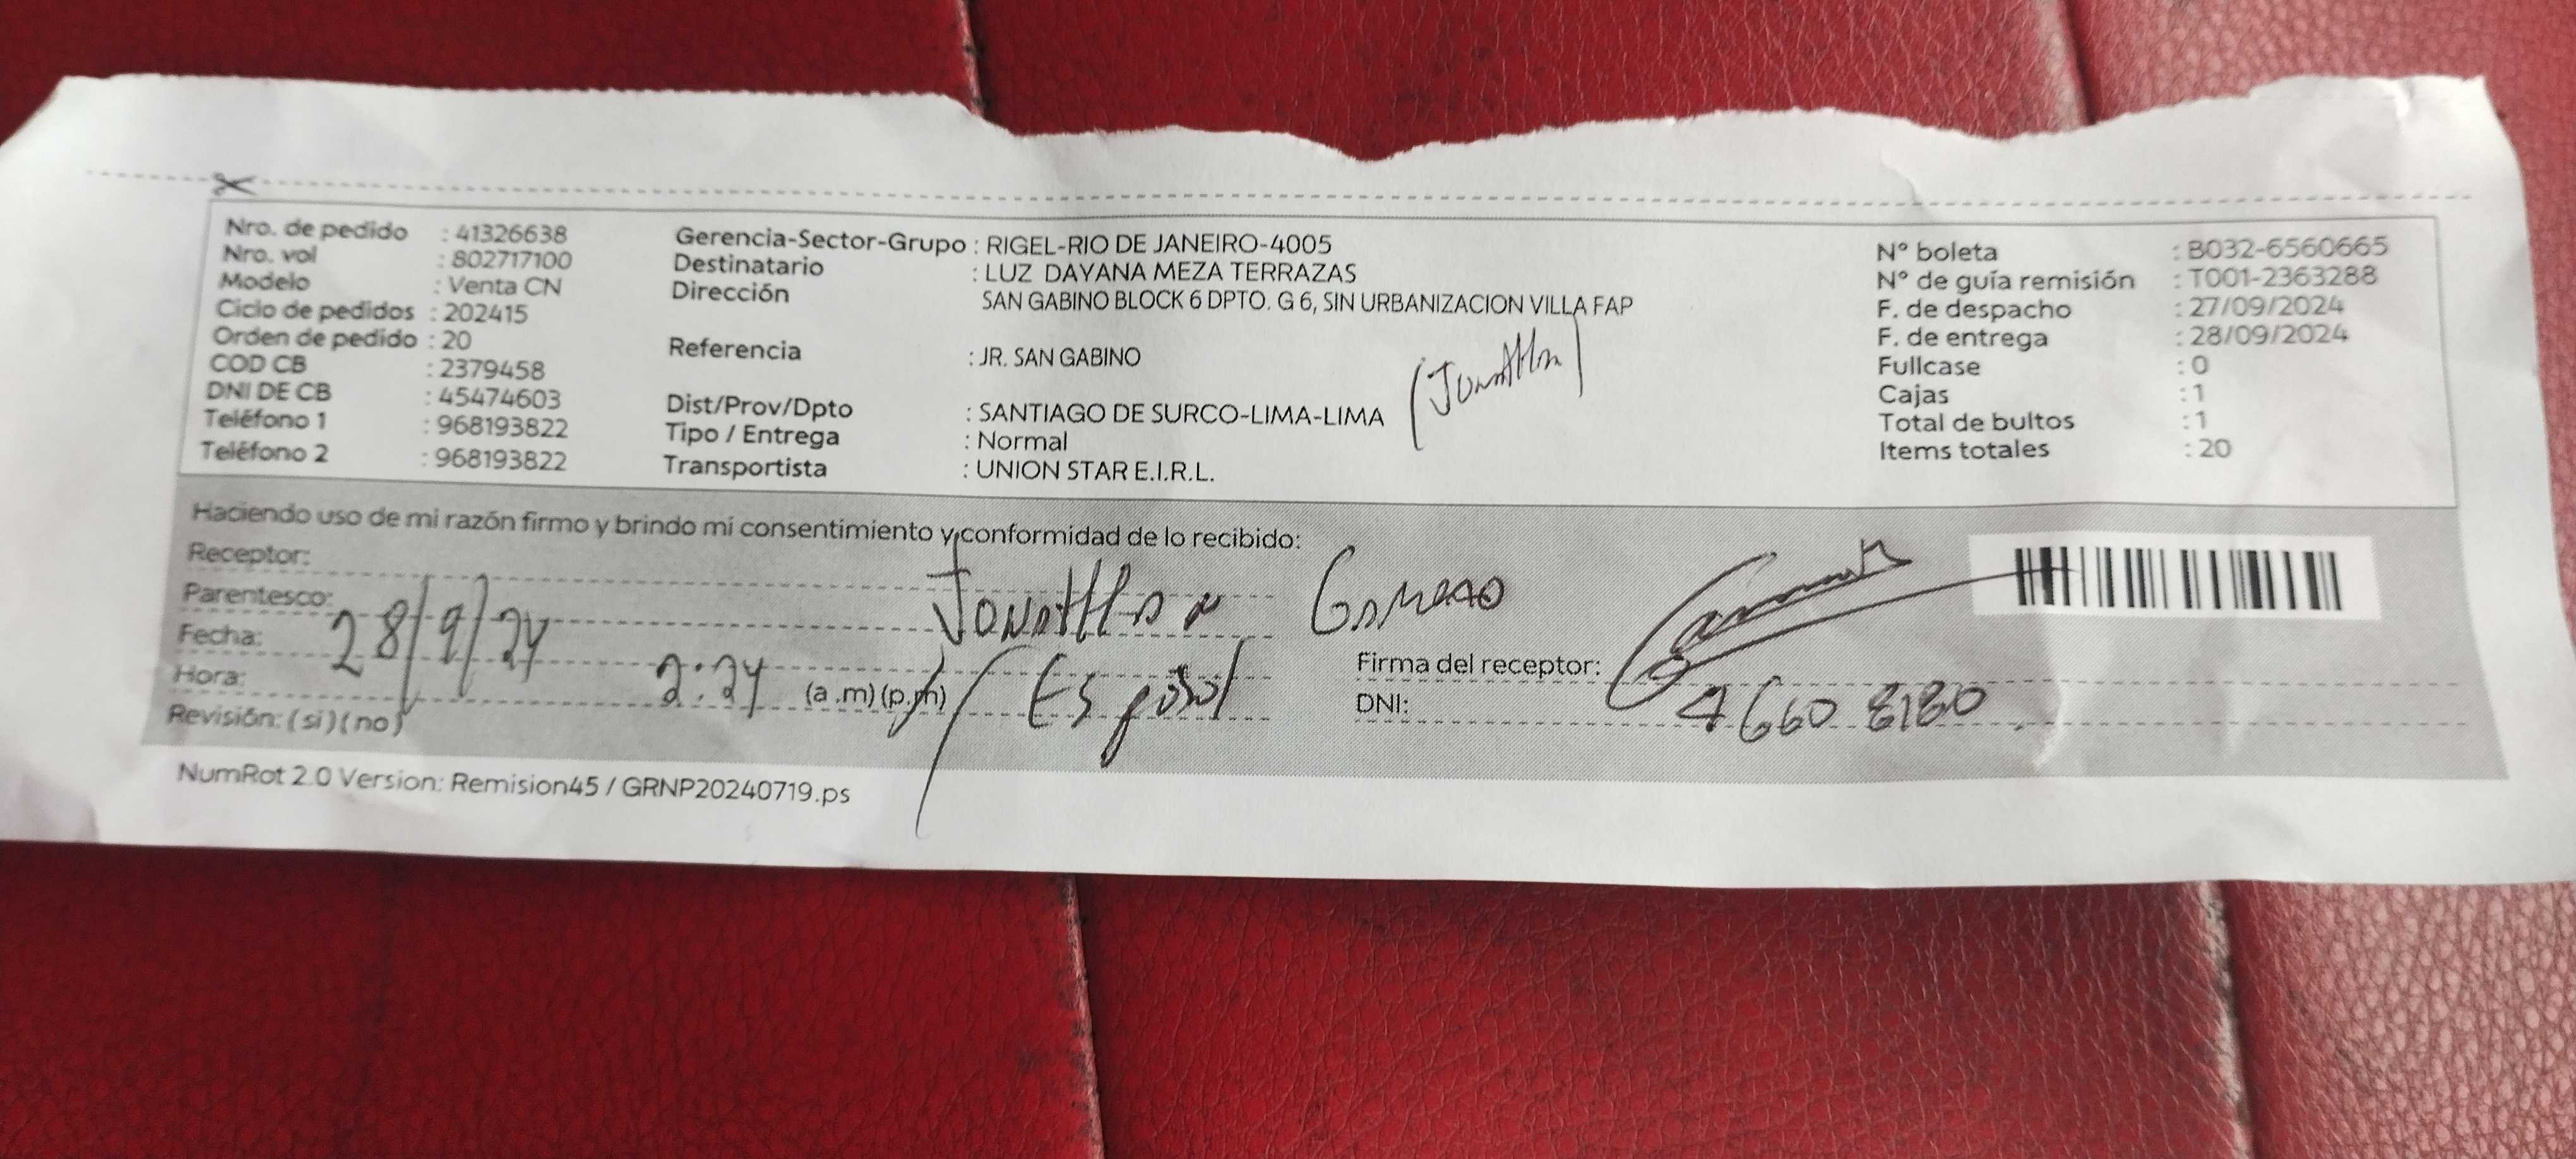 Nro. de pedido : 41326638
Nro. vol : 802717100
Modelo : Venta CN
Ciclo de pedidos : 202415
Orden de pedido : 20
COD CB : 2379458
DNI DE CB : 45474603
Teléfono 1 : 968193822
Teléfono 2 : 968193822
Gerencia-Sector-Grupo : RIGEL-RIO DE JANEIRO-4005
Destinatario : LUZ DAYANA MEZA TERRAZAS
Dirección SAN GABINO BLOCK 6 DPTO. G 6, SIN URBANIZACION VILLA FAP
Referencia : JR. SAN GABINO
(Jonathan)
Dist/Prov/Dpto : SANTIAGO DE SURCO-LIMA-LIMA
Tipo / Entrega : Normal
Transportista : UNION STAR E.I.R.L.
N° boleta : B032-6560665
N° de guía remisión : T001-2363288
F. de despacho : 27/09/2024
F. de entrega : 28/09/2024
Fullcase : 0
Cajas : 1
Total de bultos : 1
Items totales : 20
Haciendo uso de mi razón firmo y brindo mi consentimiento y conformidad de lo recibido:
Receptor: Jonathan
Parentesco:
Fecha: 28/9/24
Hora: 2:24 (a .m) (p.m) / Esposo
Revisión: ( si ) ( no )
Firma del receptor:
DNI: 46608180
NumRot 2.0 Version: Remision45 / GRNP20240719.ps